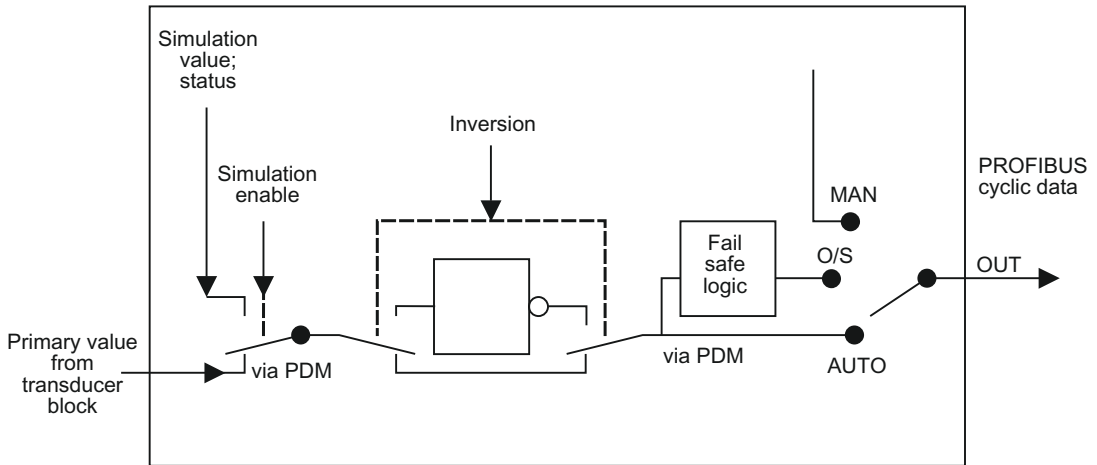 Simulation
value;
status
Simulation
enable
Inversion
MAN
PROFIBUS
cyclic data
Fail
safe
logic
O/S
OUT
Primary value
from
transducer
block
via PDM
via PDM
AUTO